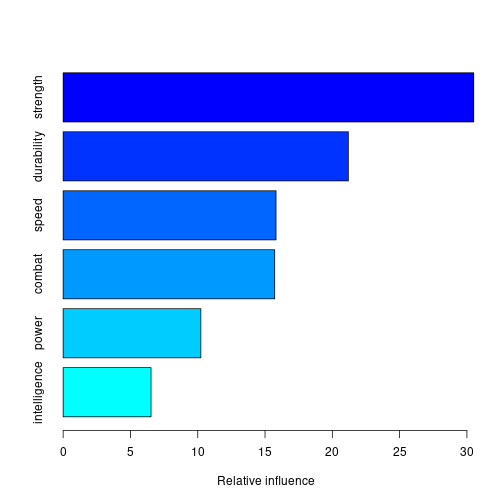 strength
durability
speed
combat
power
intelligence
0 5 10 15 20 25 30
Relative influence